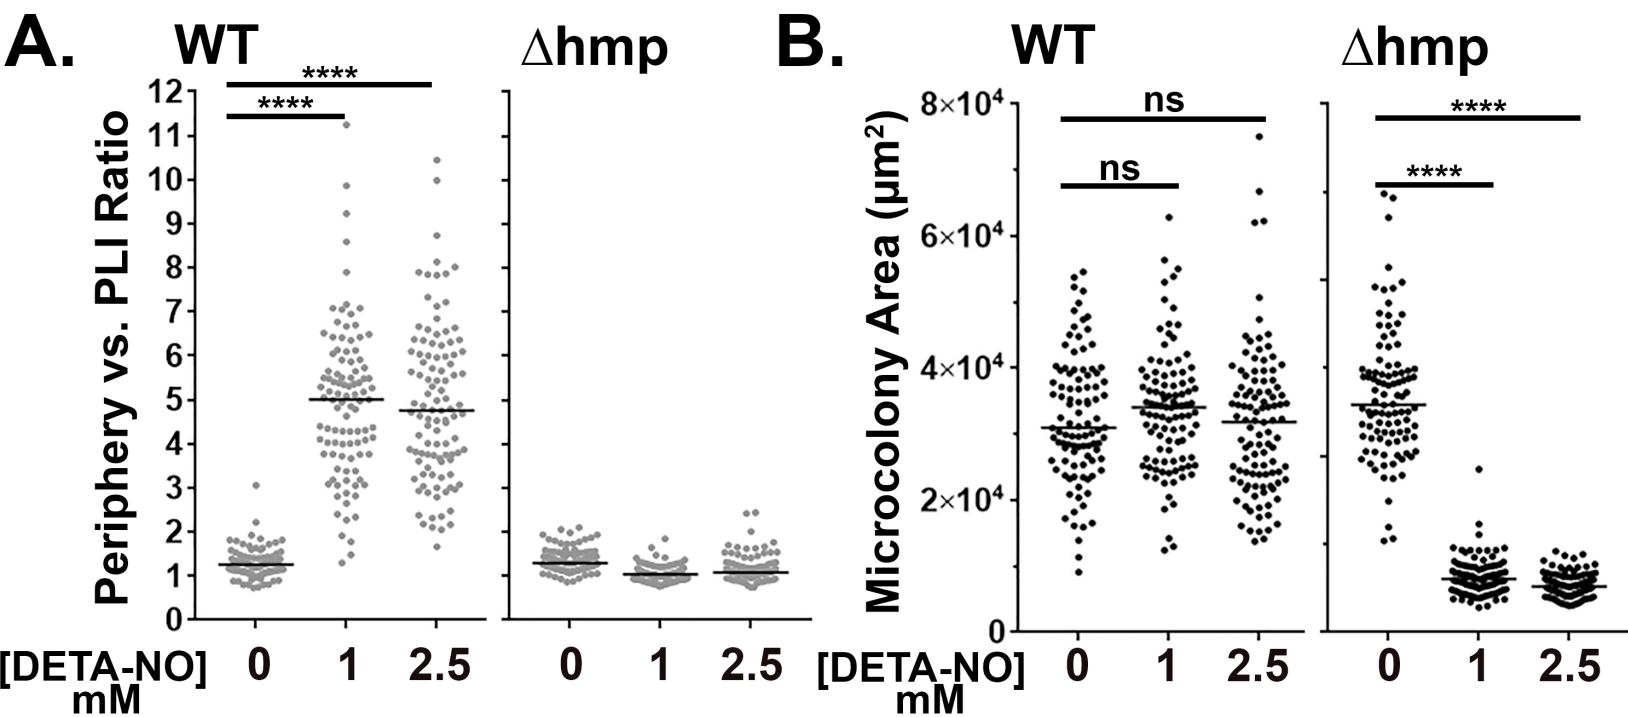 A.
WT
Δhmp
Periphery vs. PLI Ratio
12
11
10
9
8
7
6
5
4
3
2
1
0
****
****
[DETA-NO]
mM
0 1 2.5
0 1 2.5
B.
WT
Δhmp
Microcolony Area (µm²)
8×10⁴
6×10⁴
4×10⁴
2×10⁴
0
ns
ns
****
****
[DETA-NO]
mM
0 1 2.5
0 1 2.5